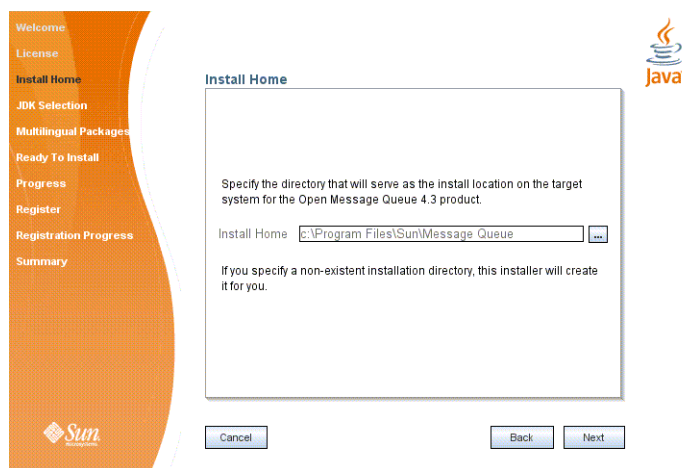 Welcome
License
Install Home
JDK Selection
Multilingual Packages
Ready To Install
Progress
Register
Registration Progress
Summary
Sun
microsystems
Java
Install Home
Specify the directory that will serve as the install location on the target
system for the Open Message Queue 4.3 product.
Install Home c:\Program Files\Sun\Message Queue ...
If you specify a non-existent installation directory, this installer will create
it for you.
Cancel Back Next